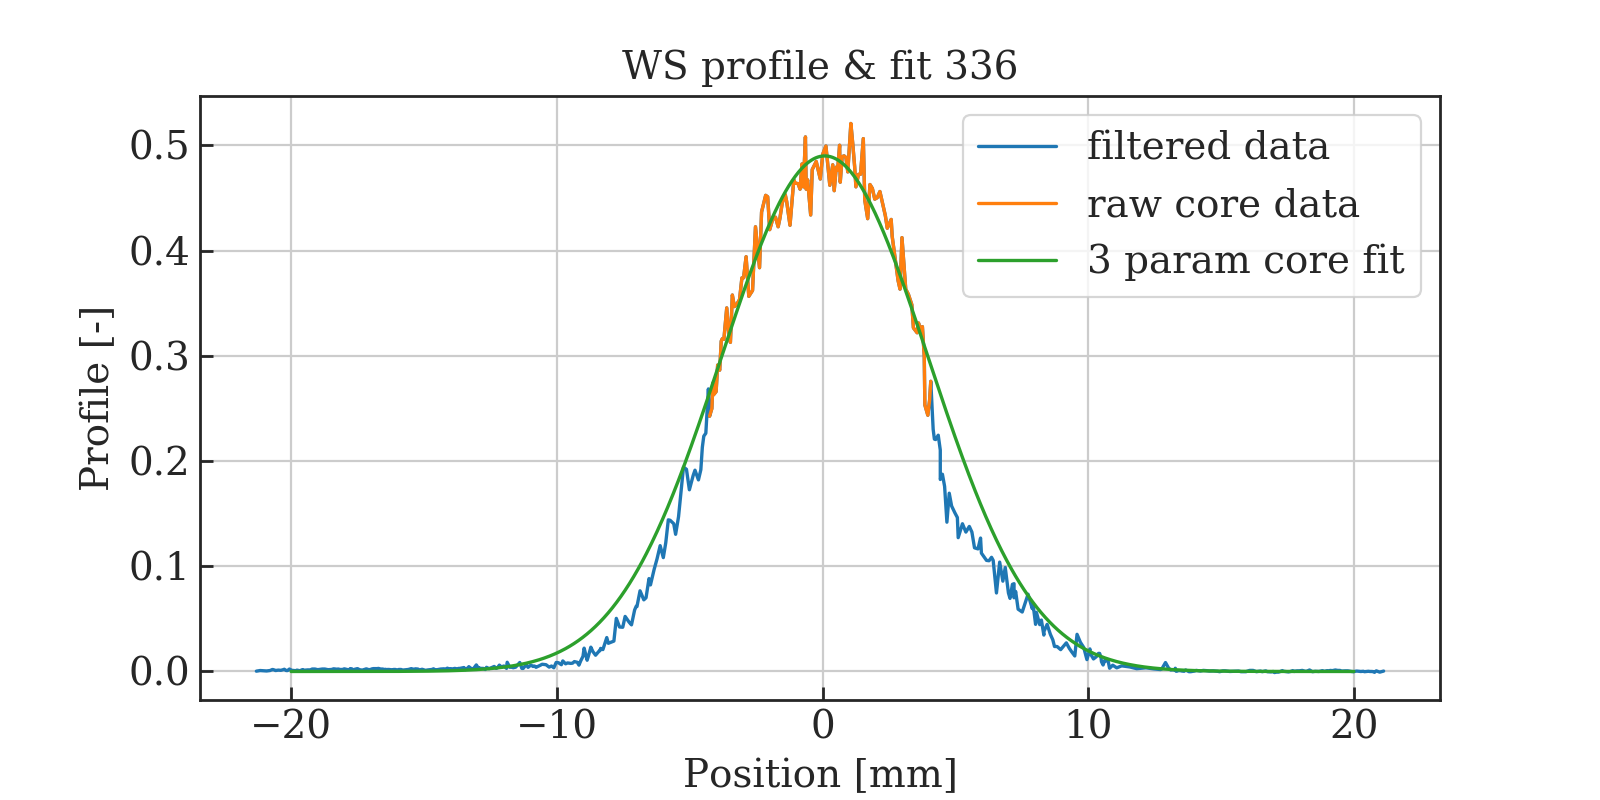 WS profile & fit 336
filtered data
raw core data
3 param core fit
Profile [-]
0.5
0.4
0.3
0.2
0.1
0.0
−20 −10 0 10 20
Position [mm]